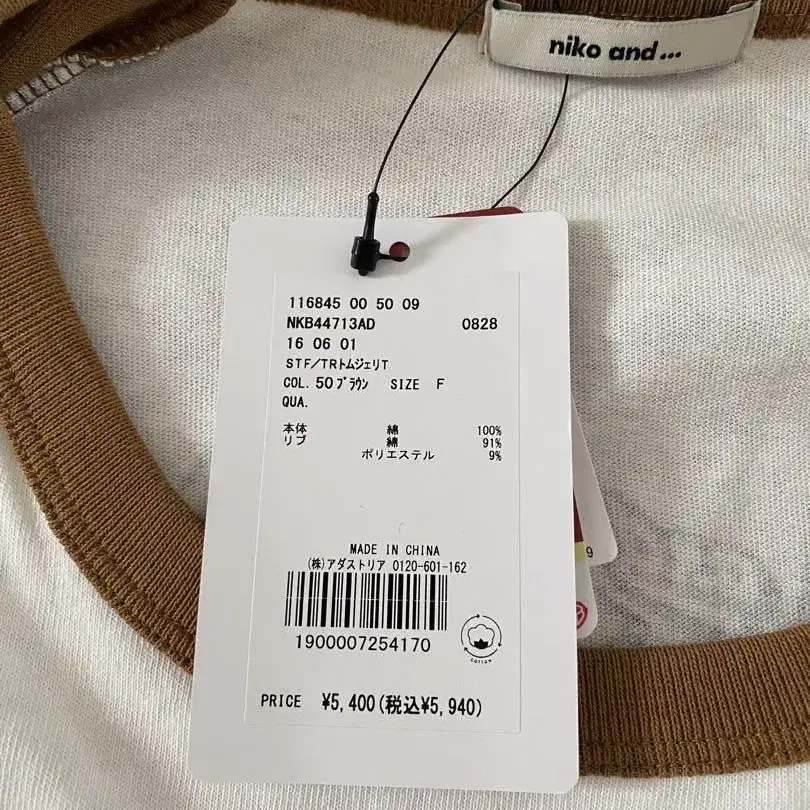 niko and...
116845 00 50 09
NKB44713AD 0828
16 06 01
STF/TRトムジェリT
COL. 50 ﾌﾞﾗｳﾝ SIZE F
QUA.
本体 綿 100%
リブ 綿 91%
ポリエステル 9%
MADE IN CHINA
(株)アダストリア 0120-601-162
1900007254170
COTTON
PRICE ¥5,400(税込¥5,940)
9